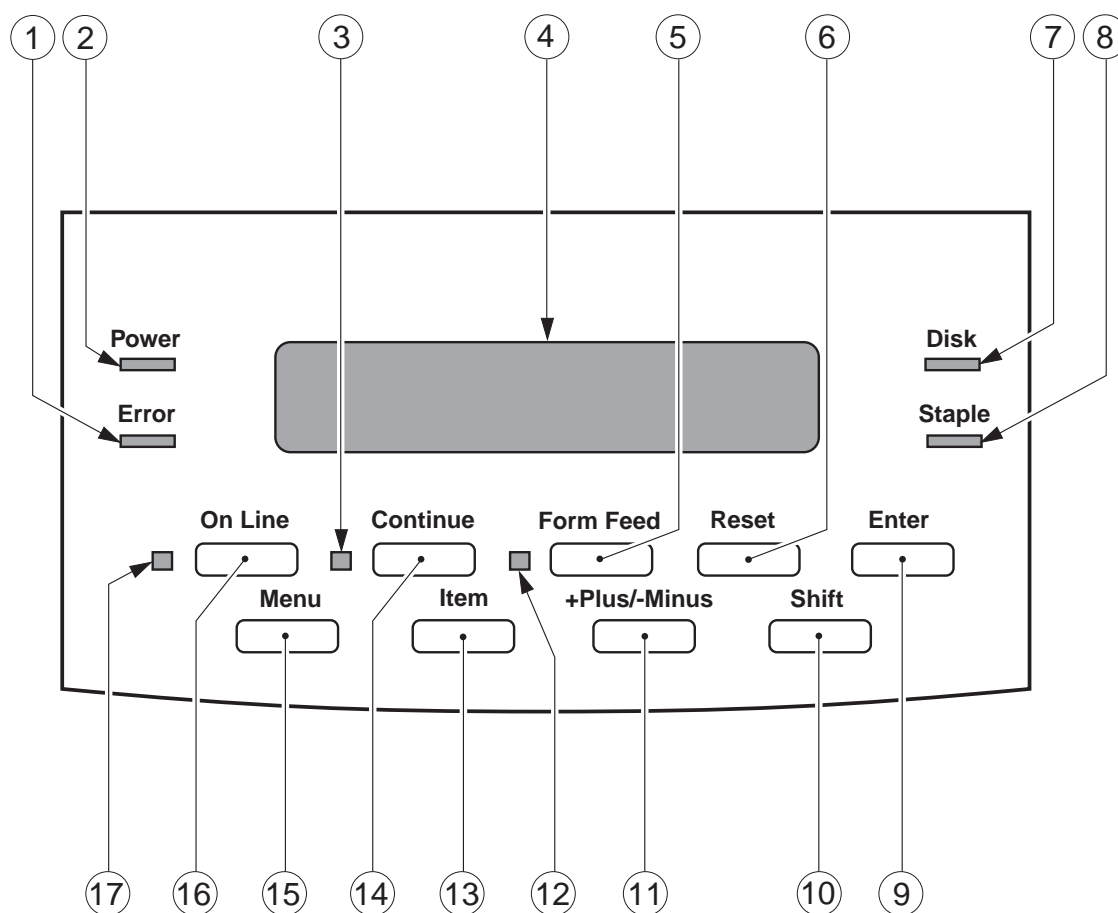 1 2 3 4 5 6 7 8
Power Disk
Error Staple
On Line Continue Form Feed Reset Enter
Menu Item +Plus/-Minus Shift
17 16 15 14 13 12 11 10 9